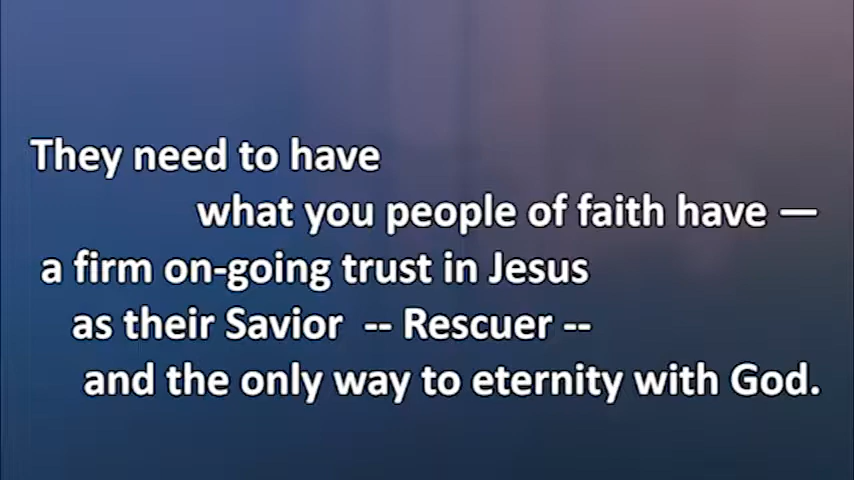 They need to have
what you people of faith have —
a firm on-going trust in Jesus
as their Savior -- Rescuer --
and the only way to eternity with God.